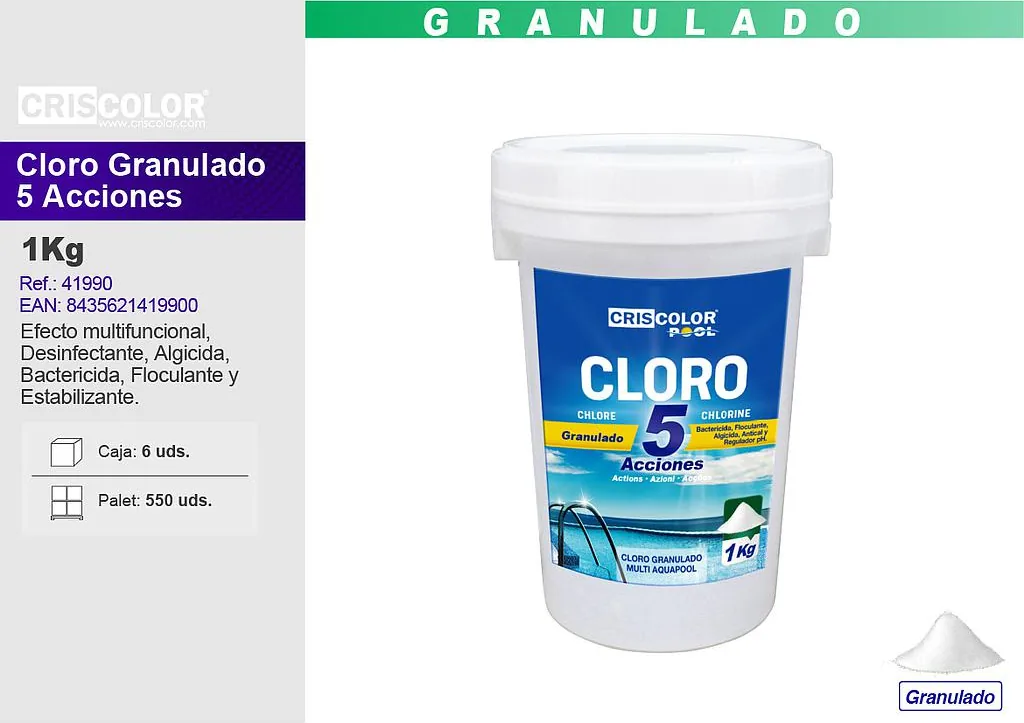 GRANULADO
CRISCOLOR®
www.criscolor.com
Cloro Granulado
5 Acciones
1Kg
Ref.: 41990
EAN: 8435621419900
Efecto multifuncional,
Desinfectante, Algicida,
Bactericida, Floculante y
Estabilizante.
Caja: 6 uds.
Palet: 550 uds.
CRISCOLOR®
POOL
CLORO
CHLORE
CHLORINE
5
Granulado
Bactericida, Floculante,
Algicida, Antical y
Regulador pH.
Acciones
Actions · Azioni · Acções
1Kg
CLORO GRANULADO
MULTI AQUAPOOL
Granulado